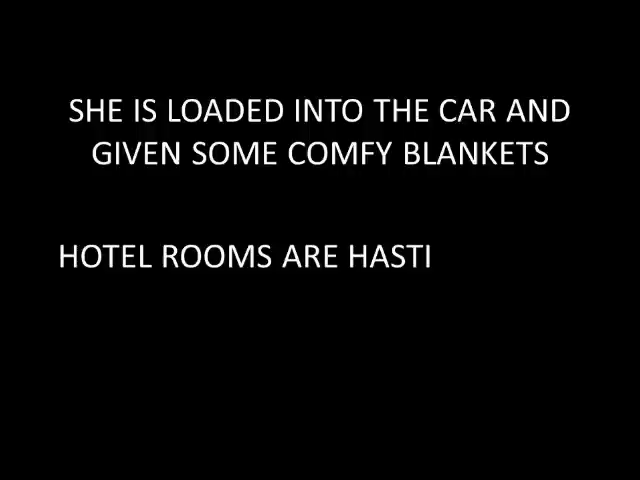 SHE IS LOADED INTO THE CAR AND
GIVEN SOME COMFY BLANKETS
HOTEL ROOMS ARE HASTI